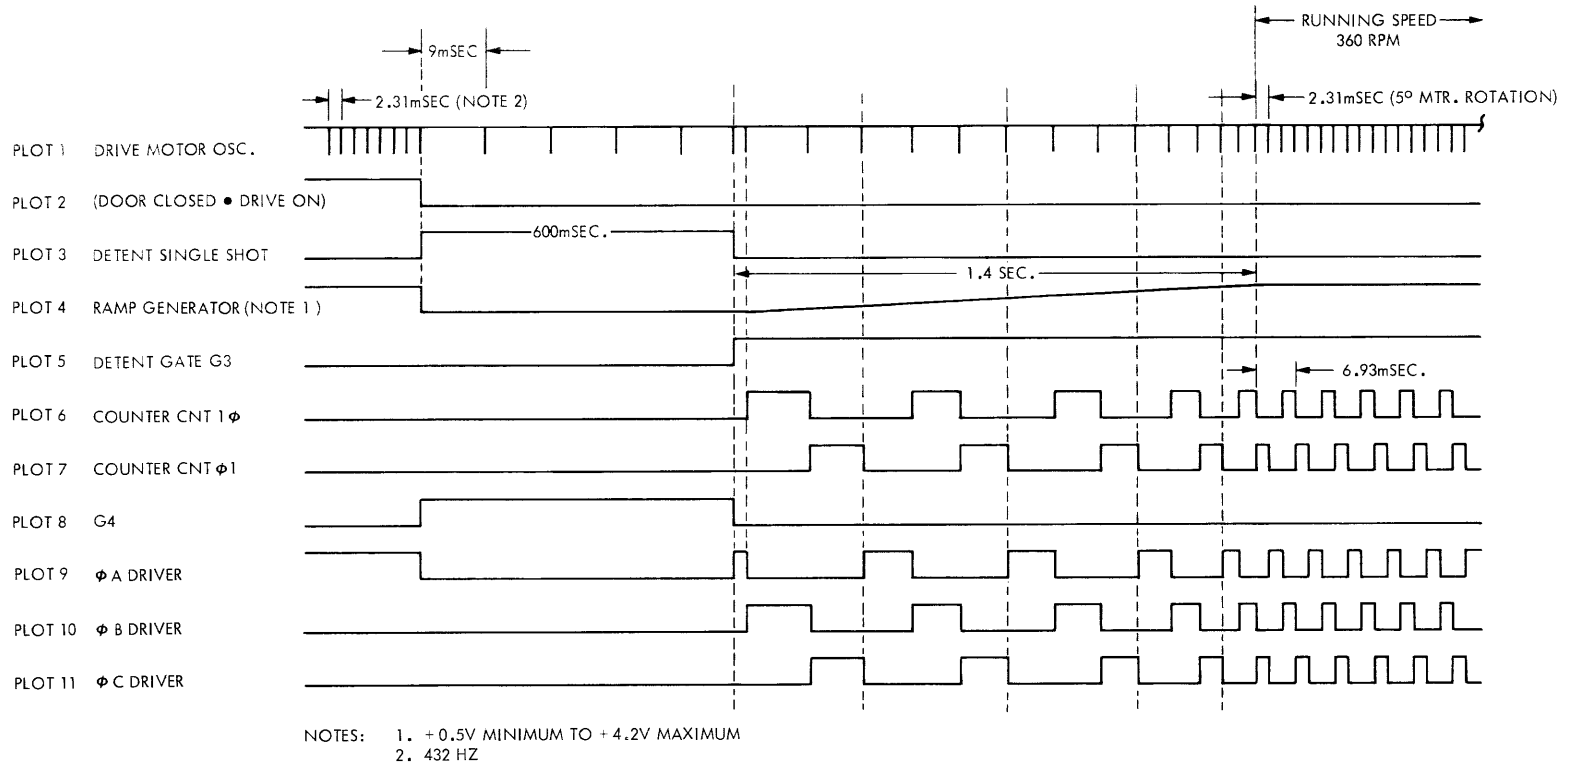 RUNNING SPEED
360 RPM
9mSEC
2.31mSEC (NOTE 2)
2.31mSEC (5° MTR. ROTATION)
PLOT 1 DRIVE MOTOR OSC.
PLOT 2 (DOOR CLOSED ● DRIVE ON)
600mSEC.
PLOT 3 DETENT SINGLE SHOT
1.4 SEC.
PLOT 4 RAMP GENERATOR (NOTE 1 )
PLOT 5 DETENT GATE G3
6.93mSEC.
PLOT 6 COUNTER CNT 1 ϕ
PLOT 7 COUNTER CNT ϕ 1
PLOT 8 G4
PLOT 9 ϕ A DRIVER
PLOT 10 ϕ B DRIVER
PLOT 11 ϕ C DRIVER
NOTES: 1. +0.5V MINIMUM TO +4.2V MAXIMUM
2. 432 HZ